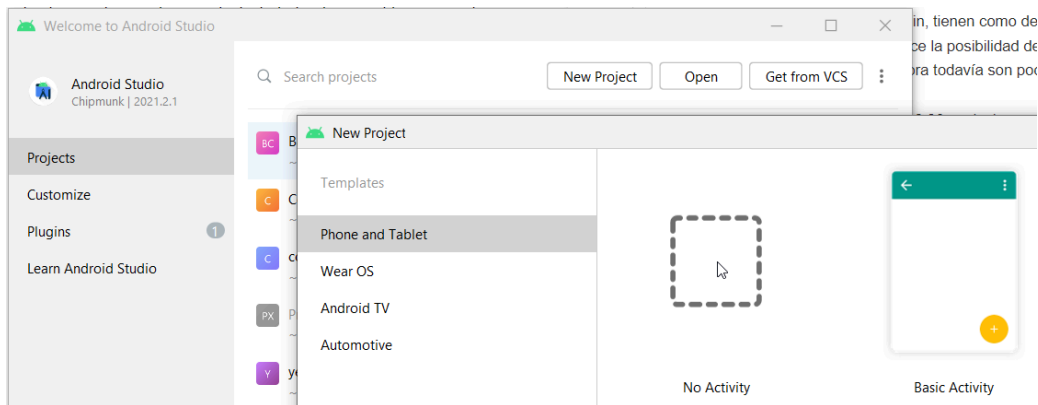 Welcome to Android Studio
in, tienen como de
ce la posibilidad de
ora todavía son poc
Android Studio
Chipmunk | 2021.2.1
Search projects
New Project
Open
Get from VCS
Projects
Customize
Plugins
1
Learn Android Studio
BC
B
~
C
C
~
C
co
~
PX
P
~
Y
ye
~
New Project
Templates
Phone and Tablet
Wear OS
Android TV
Automotive
No Activity
Basic Activity